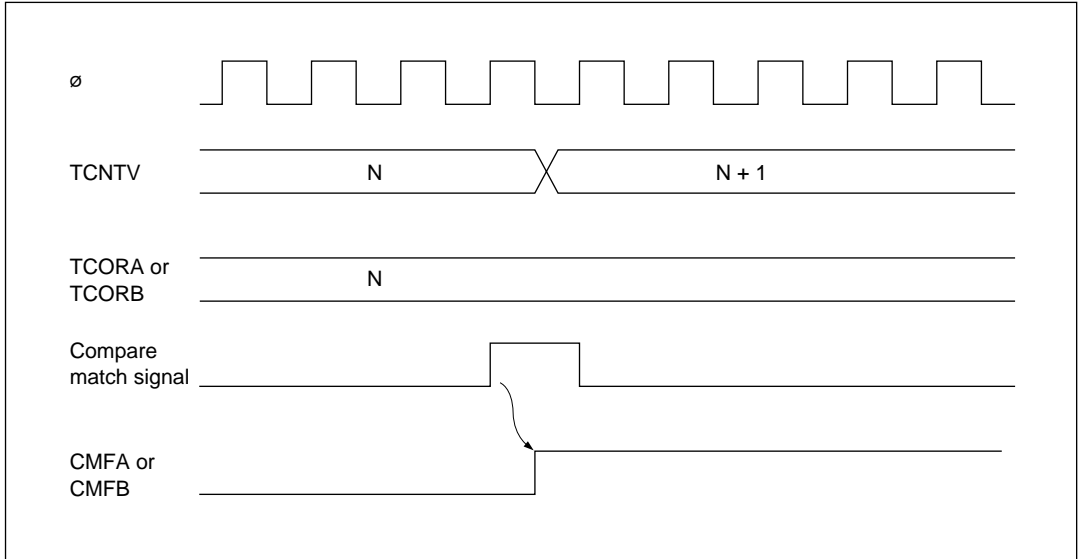 ø
TCNTV
N
N + 1
TCORA or
TCORB
N
Compare
match signal
CMFA or
CMFB